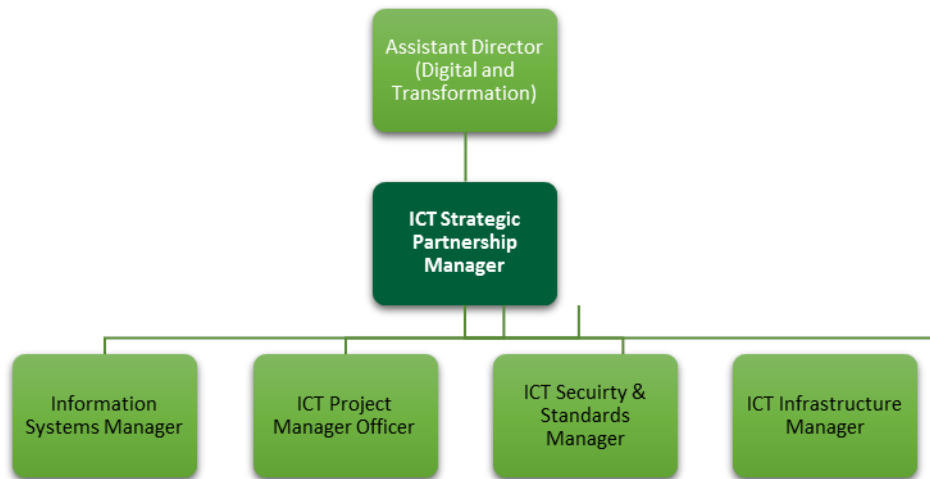 Assistant Director
(Digital and
Transformation)
ICT Strategic
Partnership
Manager
Information
Systems Manager
ICT Project
Manager Officer
ICT Secuirty &
Standards
Manager
ICT Infrastructure
Manager